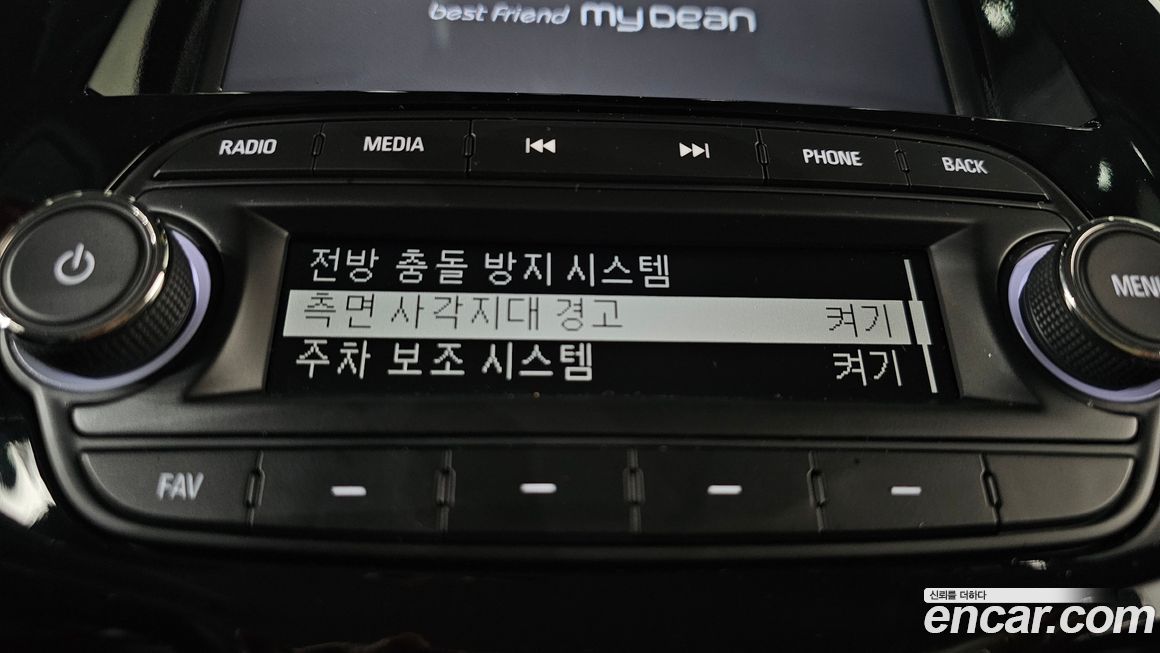 best friend mybean
RADIO MEDIA PHONE BACK
전방 충돌 방지 시스템
측면 사각지대 경고 켜기
주차 보조 시스템 켜기
MENU
FAV
신뢰를 더하다
encar.com